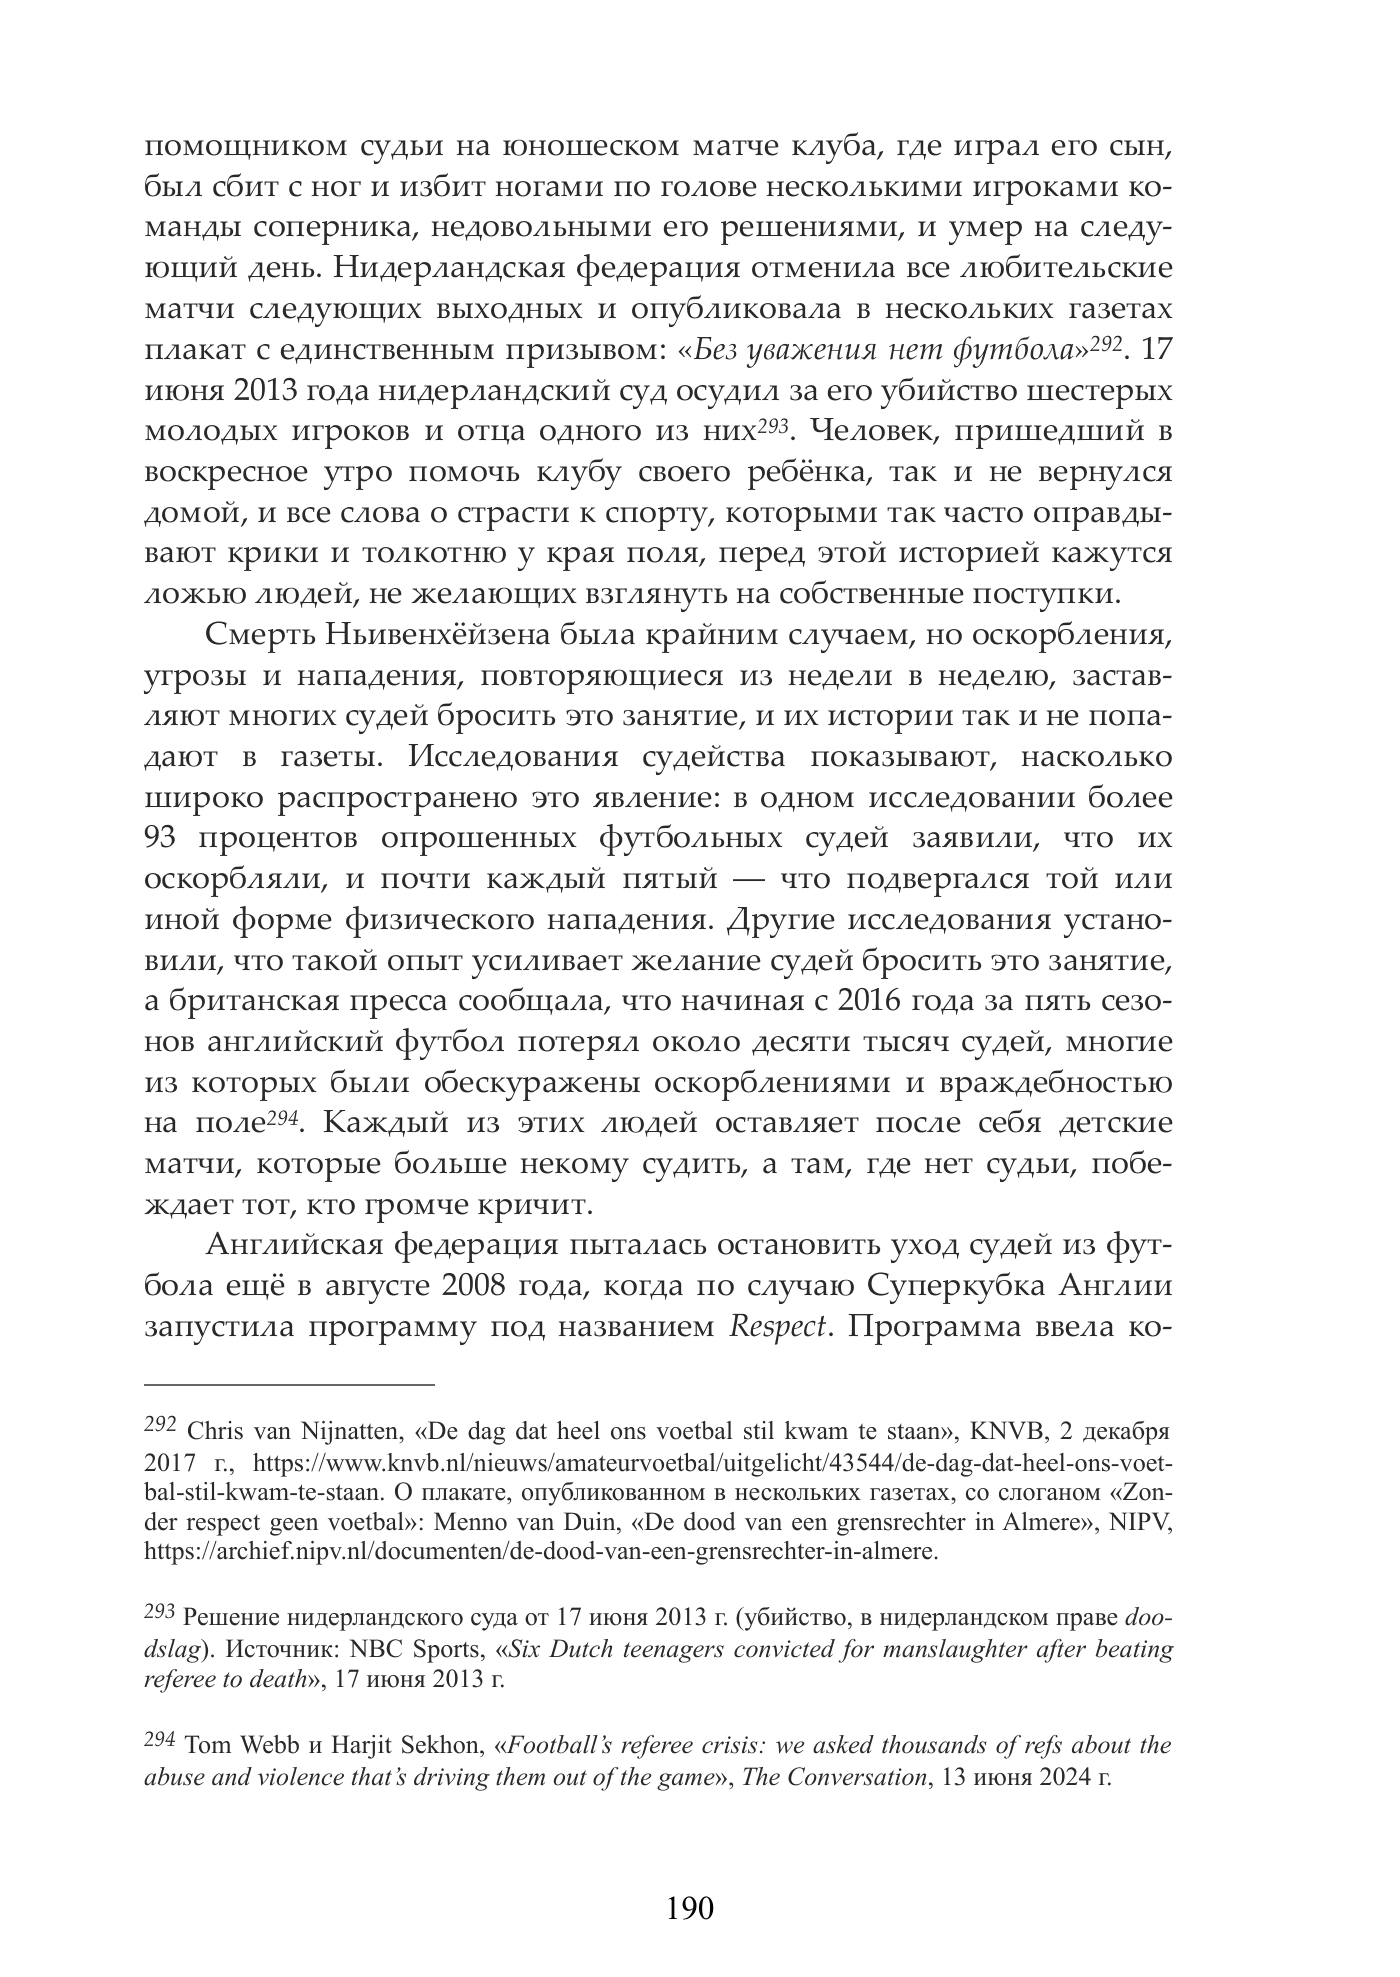 помощником судьи на юношеском матче клуба, где играл его сын,
был сбит с ног и избит ногами по голове несколькими игроками ко-
манды соперника, недовольными его решениями, и умер на следу-
ющий день. Нидерландская федерация отменила все любительские
матчи следующих выходных и опубликовала в нескольких газетах
плакат с единственным призывом: «Без уважения нет футбола»292. 17
июня 2013 года нидерландский суд осудил за его убийство шестерых
молодых игроков и отца одного из них293. Человек, пришедший в
воскресное утро помочь клубу своего ребёнка, так и не вернулся
домой, и все слова о страсти к спорту, которыми так часто оправды-
вают крики и толкотню у края поля, перед этой историей кажутся
ложью людей, не желающих взглянуть на собственные поступки.
Смерть Ньивенхёйзена была крайним случаем, но оскорбления,
угрозы и нападения, повторяющиеся из недели в неделю, застав-
ляют многих судей бросить это занятие, и их истории так и не попа-
дают в газеты. Исследования судейства показывают, насколько
широко распространено это явление: в одном исследовании более
93 процентов опрошенных футбольных судей заявили, что их
оскорбляли, и почти каждый пятый — что подвергался той или
иной форме физического нападения. Другие исследования устано-
вили, что такой опыт усиливает желание судей бросить это занятие,
а британская пресса сообщала, что начиная с 2016 года за пять сезо-
нов английский футбол потерял около десяти тысяч судей, многие
из которых были обескуражены оскорблениями и враждебностью
на поле294. Каждый из этих людей оставляет после себя детские
матчи, которые больше некому судить, а там, где нет судьи, побе-
ждает тот, кто громче кричит.
Английская федерация пыталась остановить уход судей из фут-
бола ещё в августе 2008 года, когда по случаю Суперкубка Англии
запустила программу под названием Respect. Программа ввела ко-
292 Chris van Nijnatten, «De dag dat heel ons voetbal stil kwam te staan», KNVB, 2 декабря
2017 г., https://www.knvb.nl/nieuws/amateurvoetbal/uitgelicht/43544/de-dag-dat-heel-ons-voet-
bal-stil-kwam-te-staan. О плакате, опубликованном в нескольких газетах, со слоганом «Zon-
der respect geen voetbal»: Menno van Duin, «De dood van een grensrechter in Almere», NIPV,
https://archief.nipv.nl/documenten/de-dood-van-een-grensrechter-in-almere.
293 Решение нидерландского суда от 17 июня 2013 г. (убийство, в нидерландском праве doo-
dslag). Источник: NBC Sports, «Six Dutch teenagers convicted for manslaughter after beating
referee to death», 17 июня 2013 г.
294 Tom Webb и Harjit Sekhon, «Football’s referee crisis: we asked thousands of refs about the
abuse and violence that’s driving them out of the game», The Conversation, 13 июня 2024 г.
190